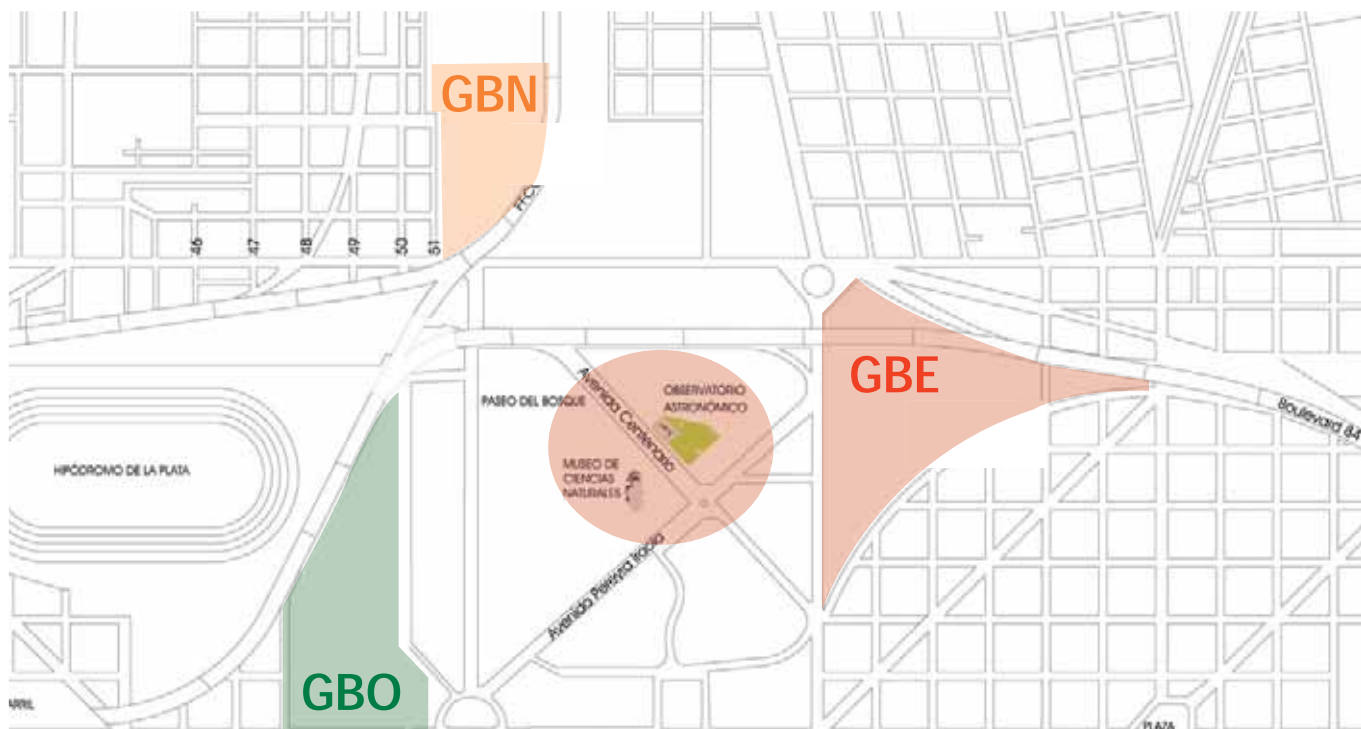 GBN
46
47
48
49
50
51
GBE
PASEO DEL BOSQUE
Avenida Centenario
OBSERVATORIO
ASTRONÓMICO
Boulevard 84
HIPÓDROMO DE LA PLATA
MUSEO DE
CIENCIAS
NATURALES
Avenida Pereyra Iraola
GBO
PLAZA